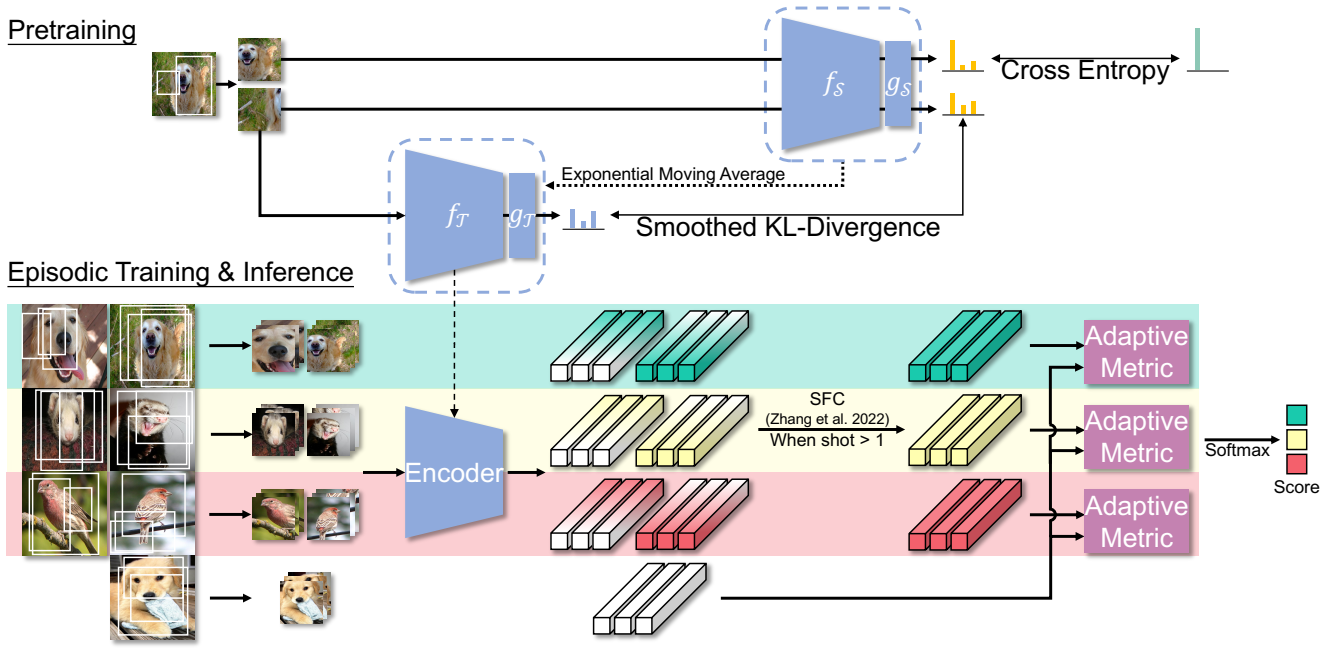 Pretraining
f_S
g_S
Cross Entropy
Exponential Moving Average
f_T
g_T
Smoothed KL-Divergence
Episodic Training & Inference
Encoder
SFC
(Zhang et al. 2022)
When shot > 1
Adaptive
Metric
Adaptive
Metric
Adaptive
Metric
Softmax
Score